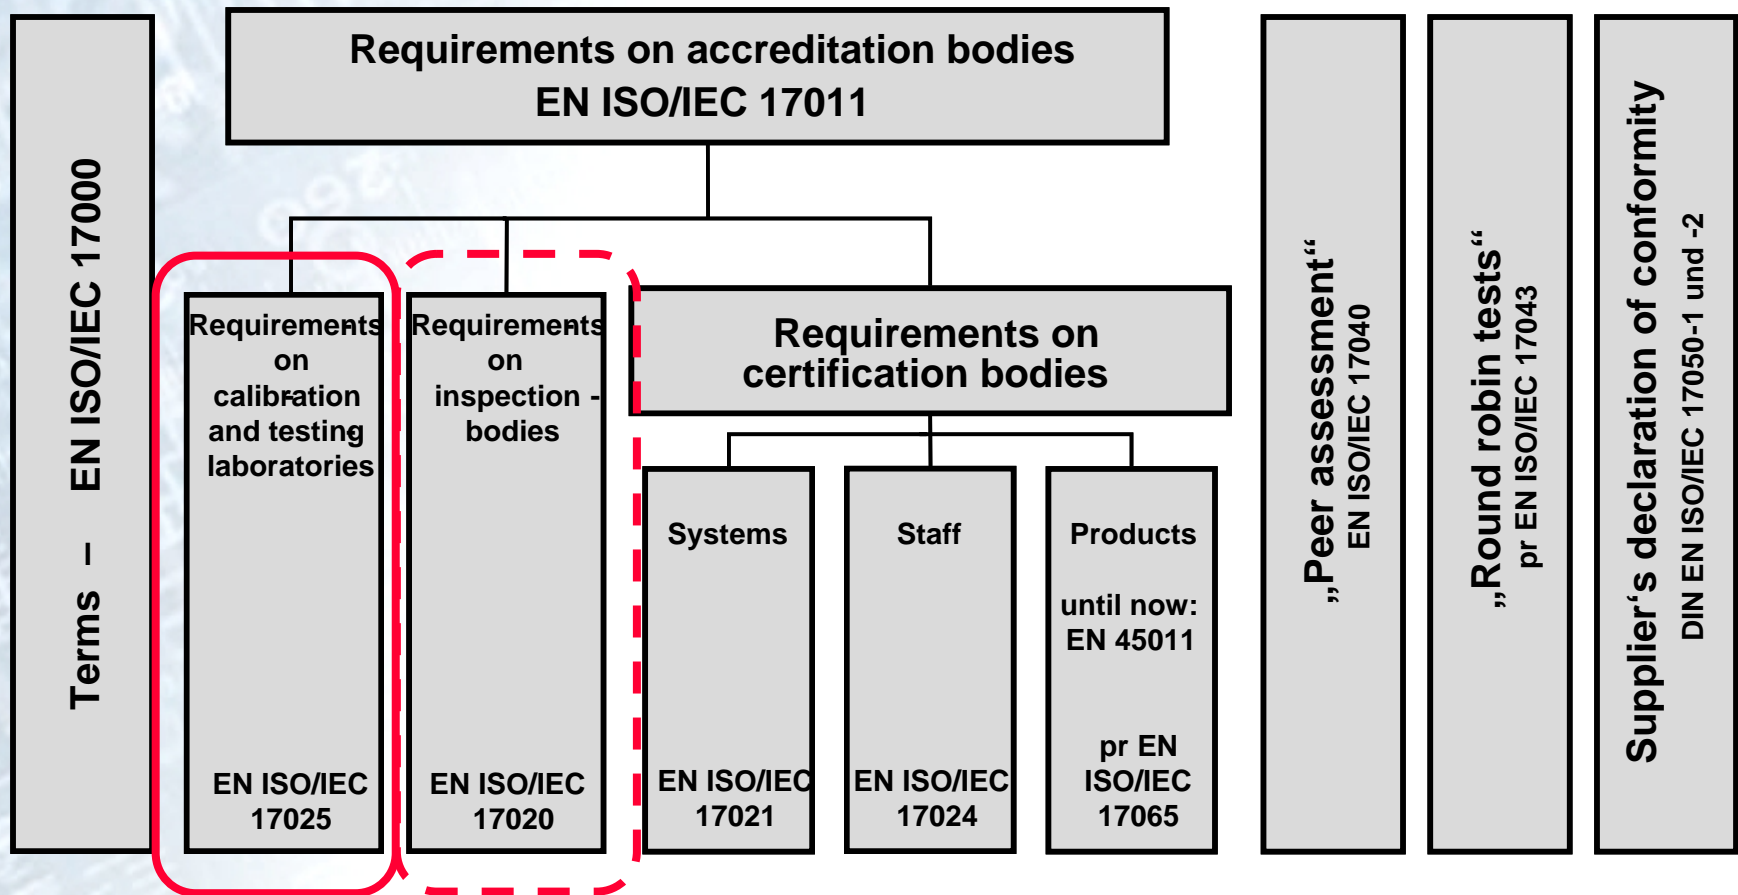 Terms – EN ISO/IEC 17000
Requirements on accreditation bodies
EN ISO/IEC 17011
Requirements-
on
calibration-
and testing-
laboratories
EN ISO/IEC
17025
Requirements-
on
inspection -
bodies
EN ISO/IEC
17020
Requirements on
certification bodies
Systems
EN ISO/IEC
17021
Staff
EN ISO/IEC
17024
Products
until now:
EN 45011
pr EN
ISO/IEC
17065
„Peer assessment“
EN ISO/IEC 17040
„Round robin tests“
pr EN ISO/IEC 17043
Supplier‘s declaration of conformity
DIN EN ISO/IEC 17050-1 und -2